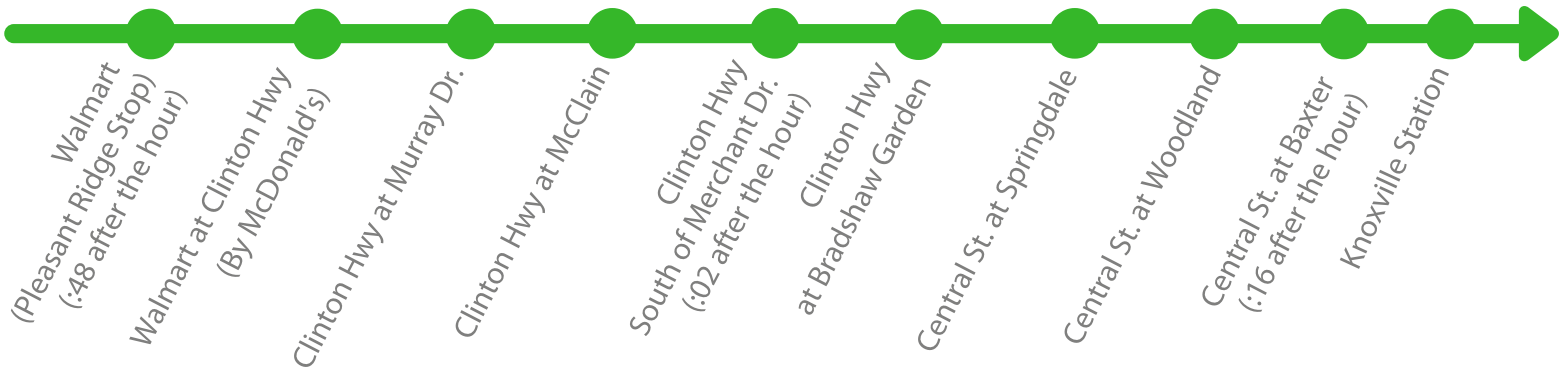 Walmart
(Pleasant Ridge Stop)
(:48 after the hour)
Walmart at Clinton Hwy
(By McDonald's)
Clinton Hwy at Murray Dr.
Clinton Hwy at McClain
Clinton Hwy
South of Merchant Dr.
(:02 after the hour)
Clinton Hwy
at Bradshaw Garden
Central St. at Springdale
Central St. at Woodland
Central St. at Baxter
(:16 after the hour)
Knoxville Station